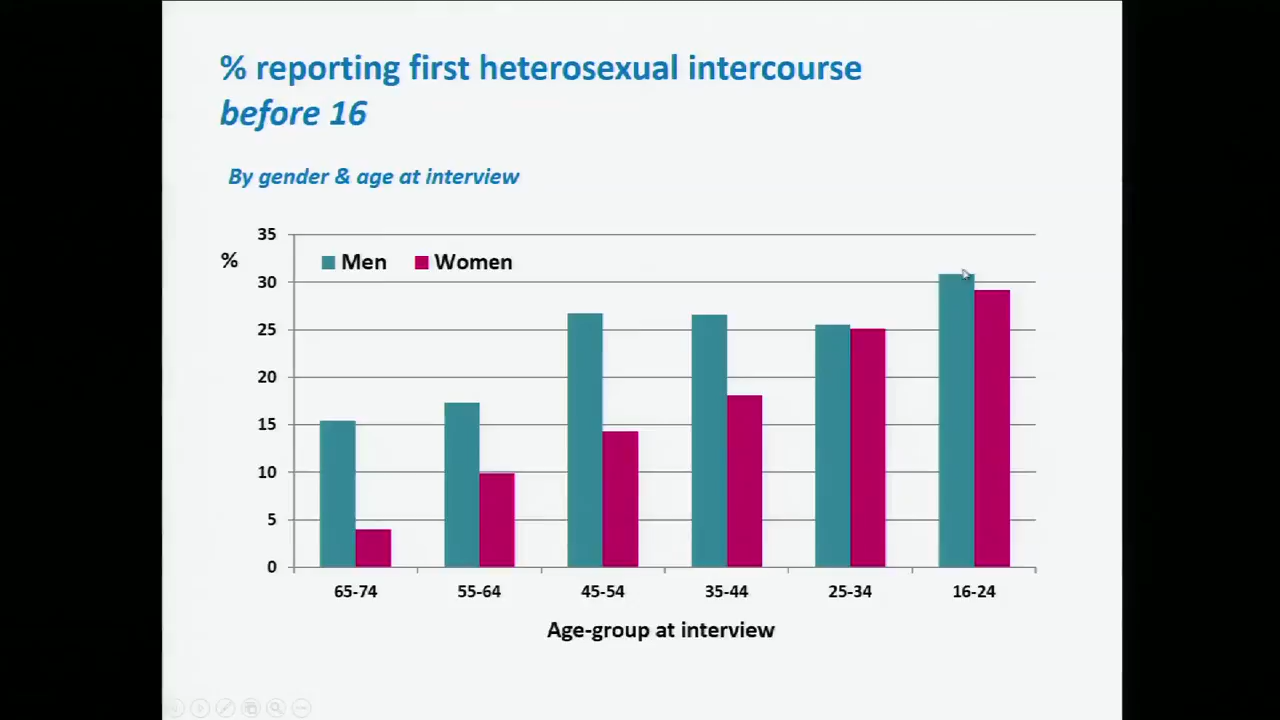 % reporting first heterosexual intercourse
before 16
By gender & age at interview
%
35
30
25
20
15
10
5
0
Men Women
65-74 55-64 45-54 35-44 25-34 16-24
Age-group at interview